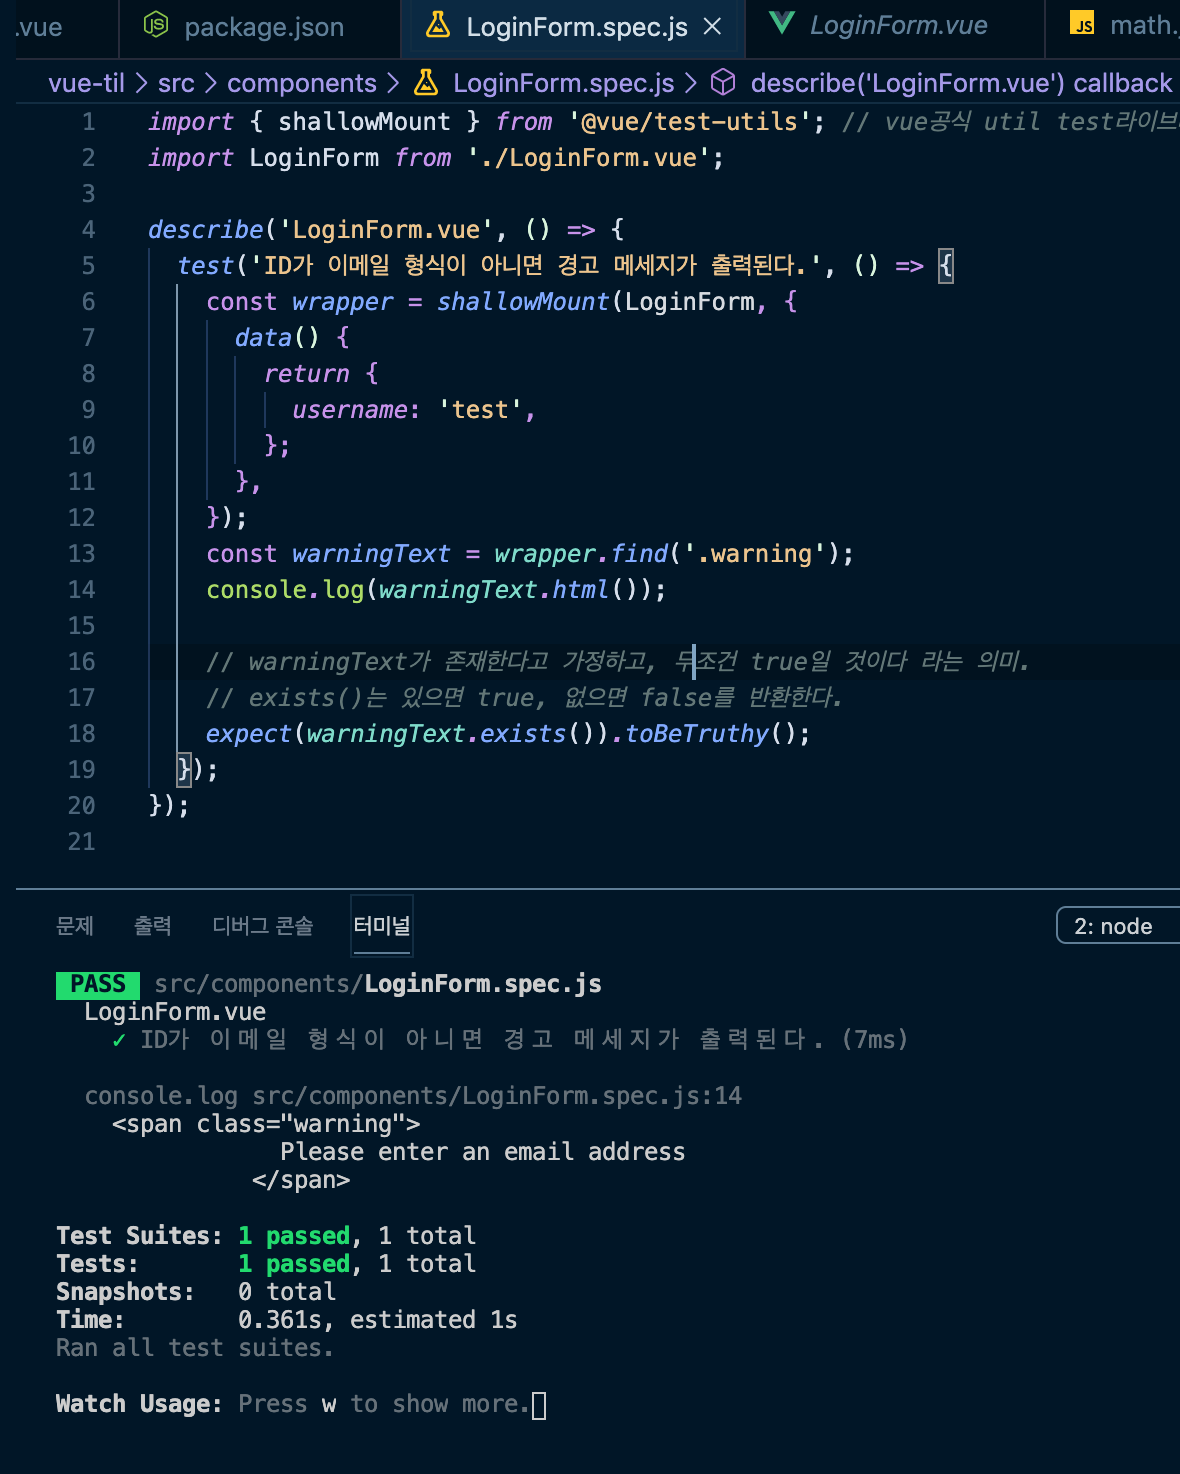 .vue package.json LoginForm.spec.js LoginForm.vue JS math.
vue-til > src > components > LoginForm.spec.js > describe('LoginForm.vue') callback
1 import { shallowMount } from '@vue/test-utils'; // vue공식 util test라이브
2 import LoginForm from './LoginForm.vue';
3
4 describe('LoginForm.vue', () => {
5 test('ID가 이메일 형식이 아니면 경고 메세지가 출력된다.', () => {
6 const wrapper = shallowMount(LoginForm, {
7 data() {
8 return {
9 username: 'test',
10 };
11 },
12 });
13 const warningText = wrapper.find('.warning');
14 console.log(warningText.html());
15
16 // warningText가 존재한다고 가정하고, 무조건 true일 것이다 라는 의미.
17 // exists()는 있으면 true, 없으면 false를 반환한다.
18 expect(warningText.exists()).toBeTruthy();
19 });
20 });
21
문제 출력 디버그 콘솔 터미널 2: node
PASS src/components/LoginForm.spec.js
LoginForm.vue
✓ ID가 이메일 형식이 아니면 경고 메세지가 출력된다. (7ms)
console.log src/components/LoginForm.spec.js:14
<span class="warning">
Please enter an email address
</span>
Test Suites: 1 passed, 1 total
Tests: 1 passed, 1 total
Snapshots: 0 total
Time: 0.361s, estimated 1s
Ran all test suites.
Watch Usage: Press w to show more.